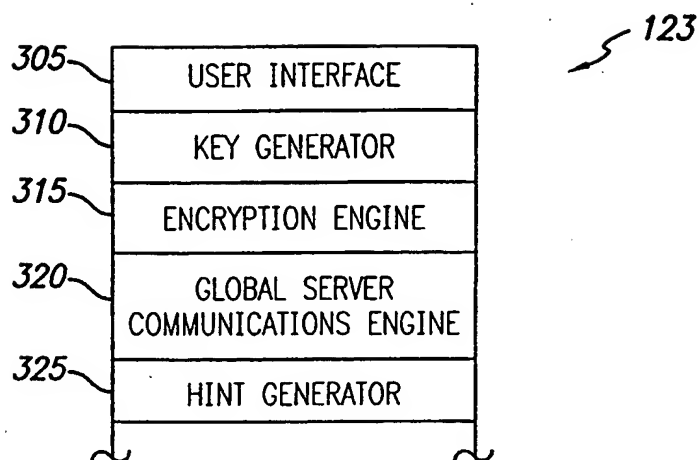 123
305
USER INTERFACE
310
KEY GENERATOR
315
ENCRYPTION ENGINE
320
GLOBAL SERVER
COMMUNICATIONS ENGINE
325
HINT GENERATOR